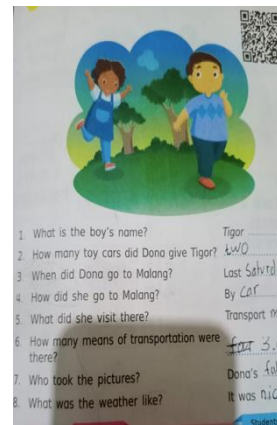 1. What is the boy's name? Tigor
2. How many toy cars did Dona give Tigor? two
3. When did Dona go to Malang? Last
4. How did she go to Malang? By Car
5. What did she visit there? Transport
6. How many means of transportation were 3.
there?
7. Who took the pictures? Dona's
8. What was the weather like? It was